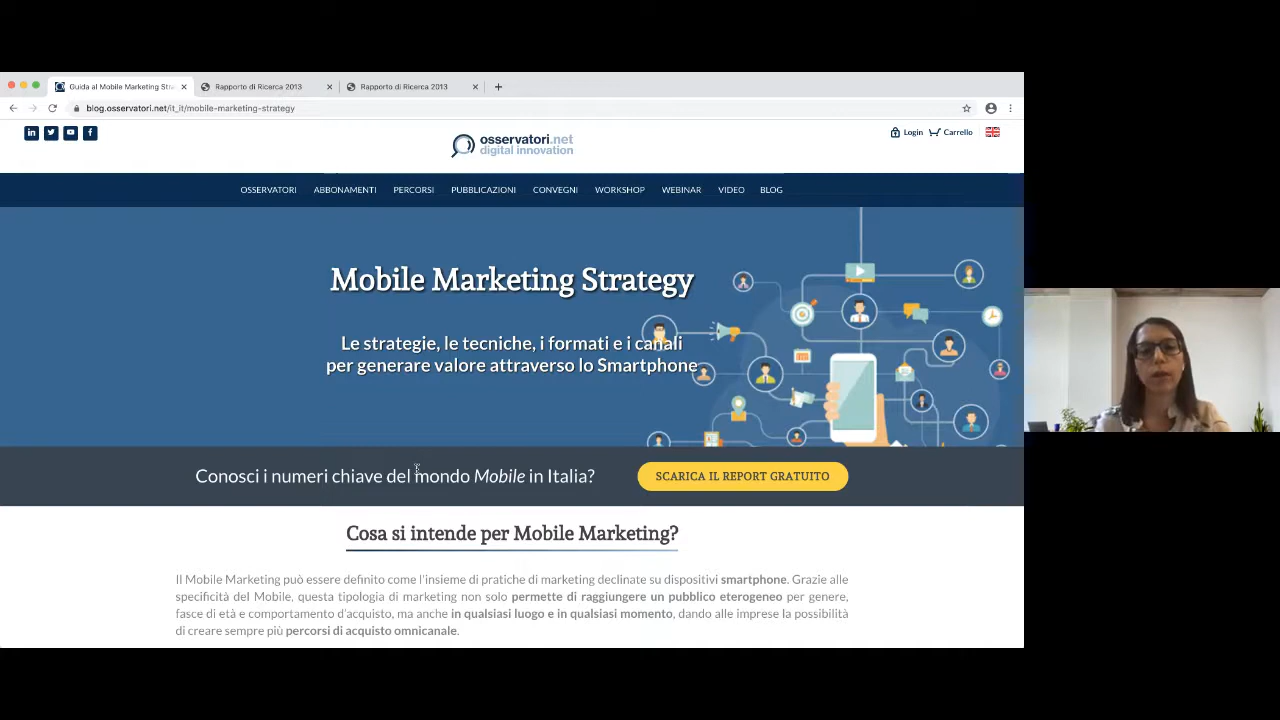 Guida al Mobile Marketing Stra
Rapporto di Ricerca 2013
Rapporto di Ricerca 2013
blog.osservatori.net/it_it/mobile-marketing-strategy
osservatori.net
digital innovation
Login Carrello
OSSERVATORI ABBONAMENTI PERCORSI PUBBLICAZIONI CONVEGNI WORKSHOP WEBINAR VIDEO BLOG
Mobile Marketing Strategy
Le strategie, le tecniche, i formati e i canali
per generare valore attraverso lo Smartphone
Conosci i numeri chiave del mondo Mobile in Italia? SCARICA IL REPORT GRATUITO
Cosa si intende per Mobile Marketing?
Il Mobile Marketing può essere definito come l'insieme di pratiche di marketing declinate su dispositivi smartphone. Grazie alle
specificità del Mobile, questa tipologia di marketing non solo permette di raggiungere un pubblico eterogeneo per genere,
fasce di età e comportamento d'acquisto, ma anche in qualsiasi luogo e in qualsiasi momento, dando alle imprese la possibilità
di creare sempre più percorsi di acquisto omnicanale.